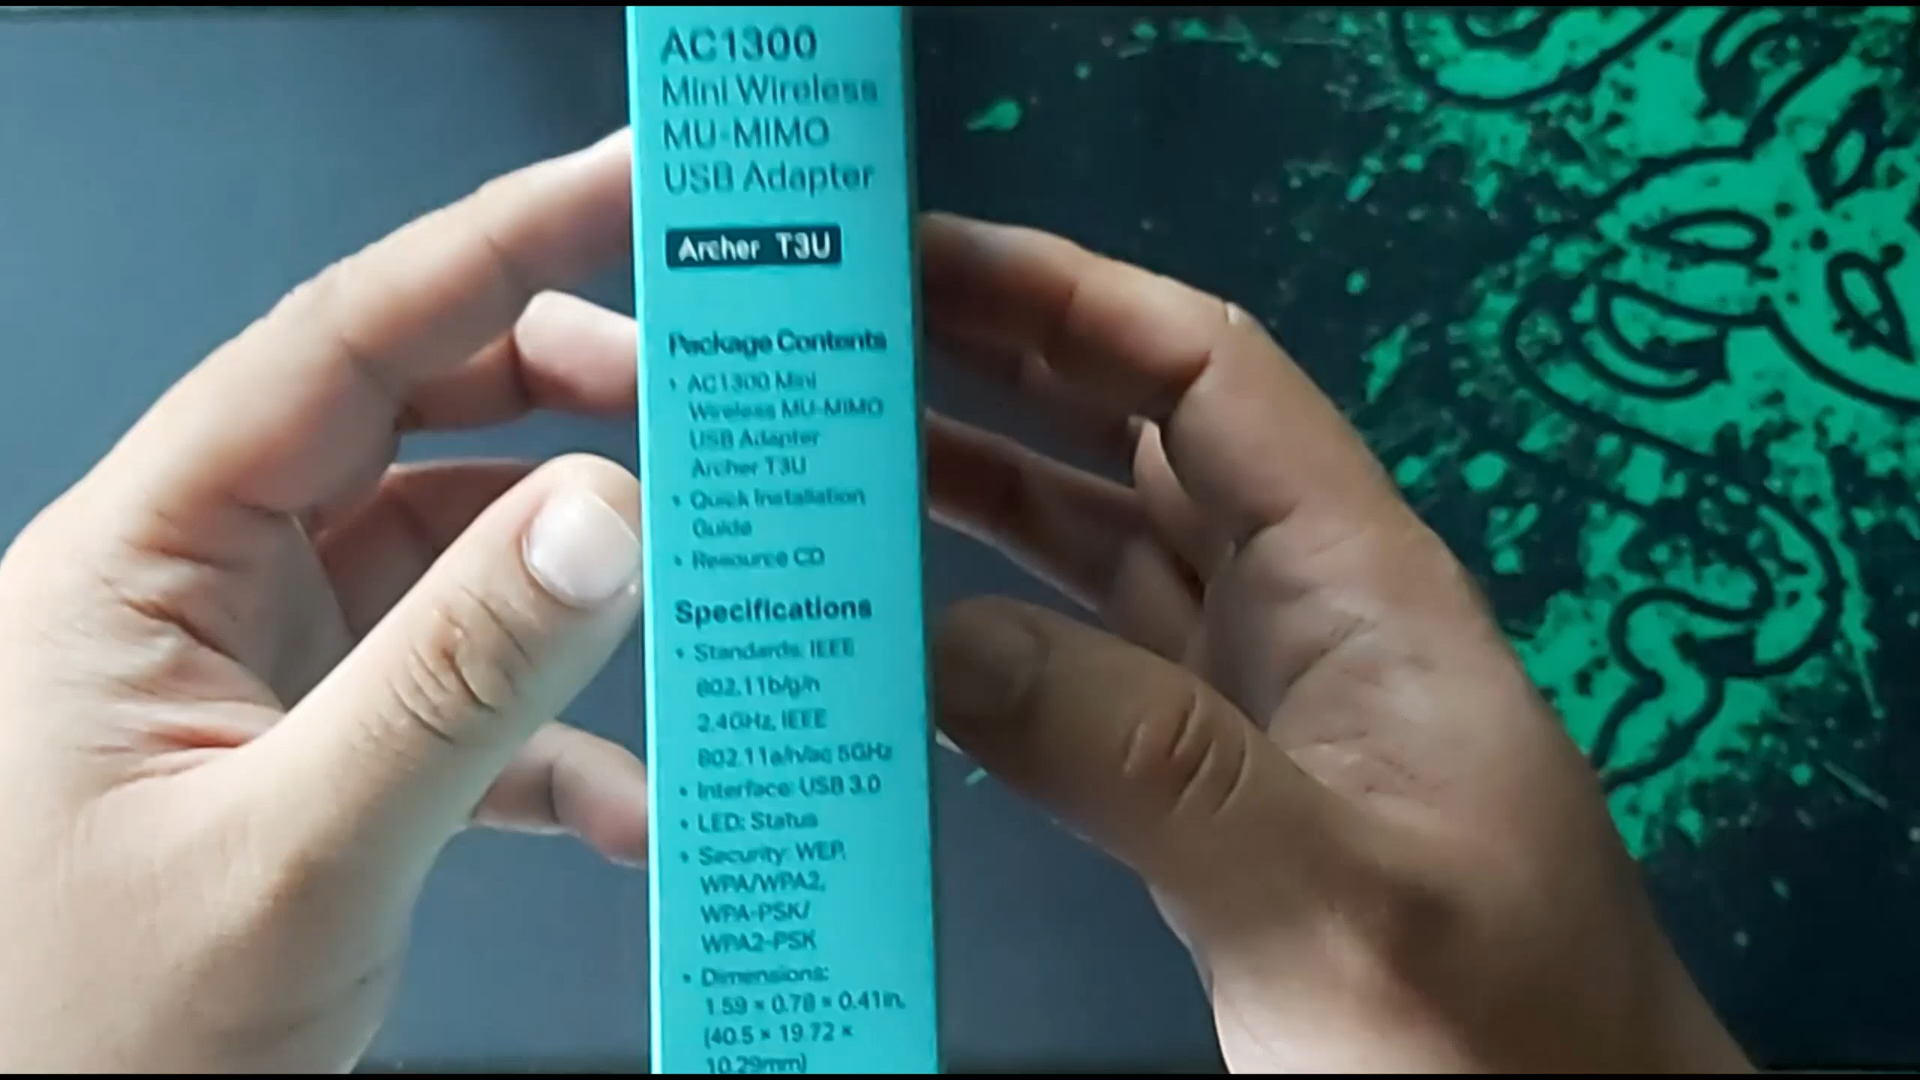 AC1300
Mini Wireless
MU-MIMO
USB Adapter
Archer T3U
Package Contents
• AC1300 Mini
Wireless MU-MIMO
USB Adapter
Archer T3U
• Quick Installation
Guide
• Resource CD
Specifications
• Standards: IEEE
802.11b/g/n
2.4GHz, IEEE
802.11a/n/ac 5GHz
• Interface: USB 3.0
• LED: Status
• Security: WEP,
WPA/WPA2,
WPA-PSK/
WPA2-PSK
• Dimensions:
1.59 × 0.78 × 0.41in.
(40.5 × 19.72 ×
10.29mm)